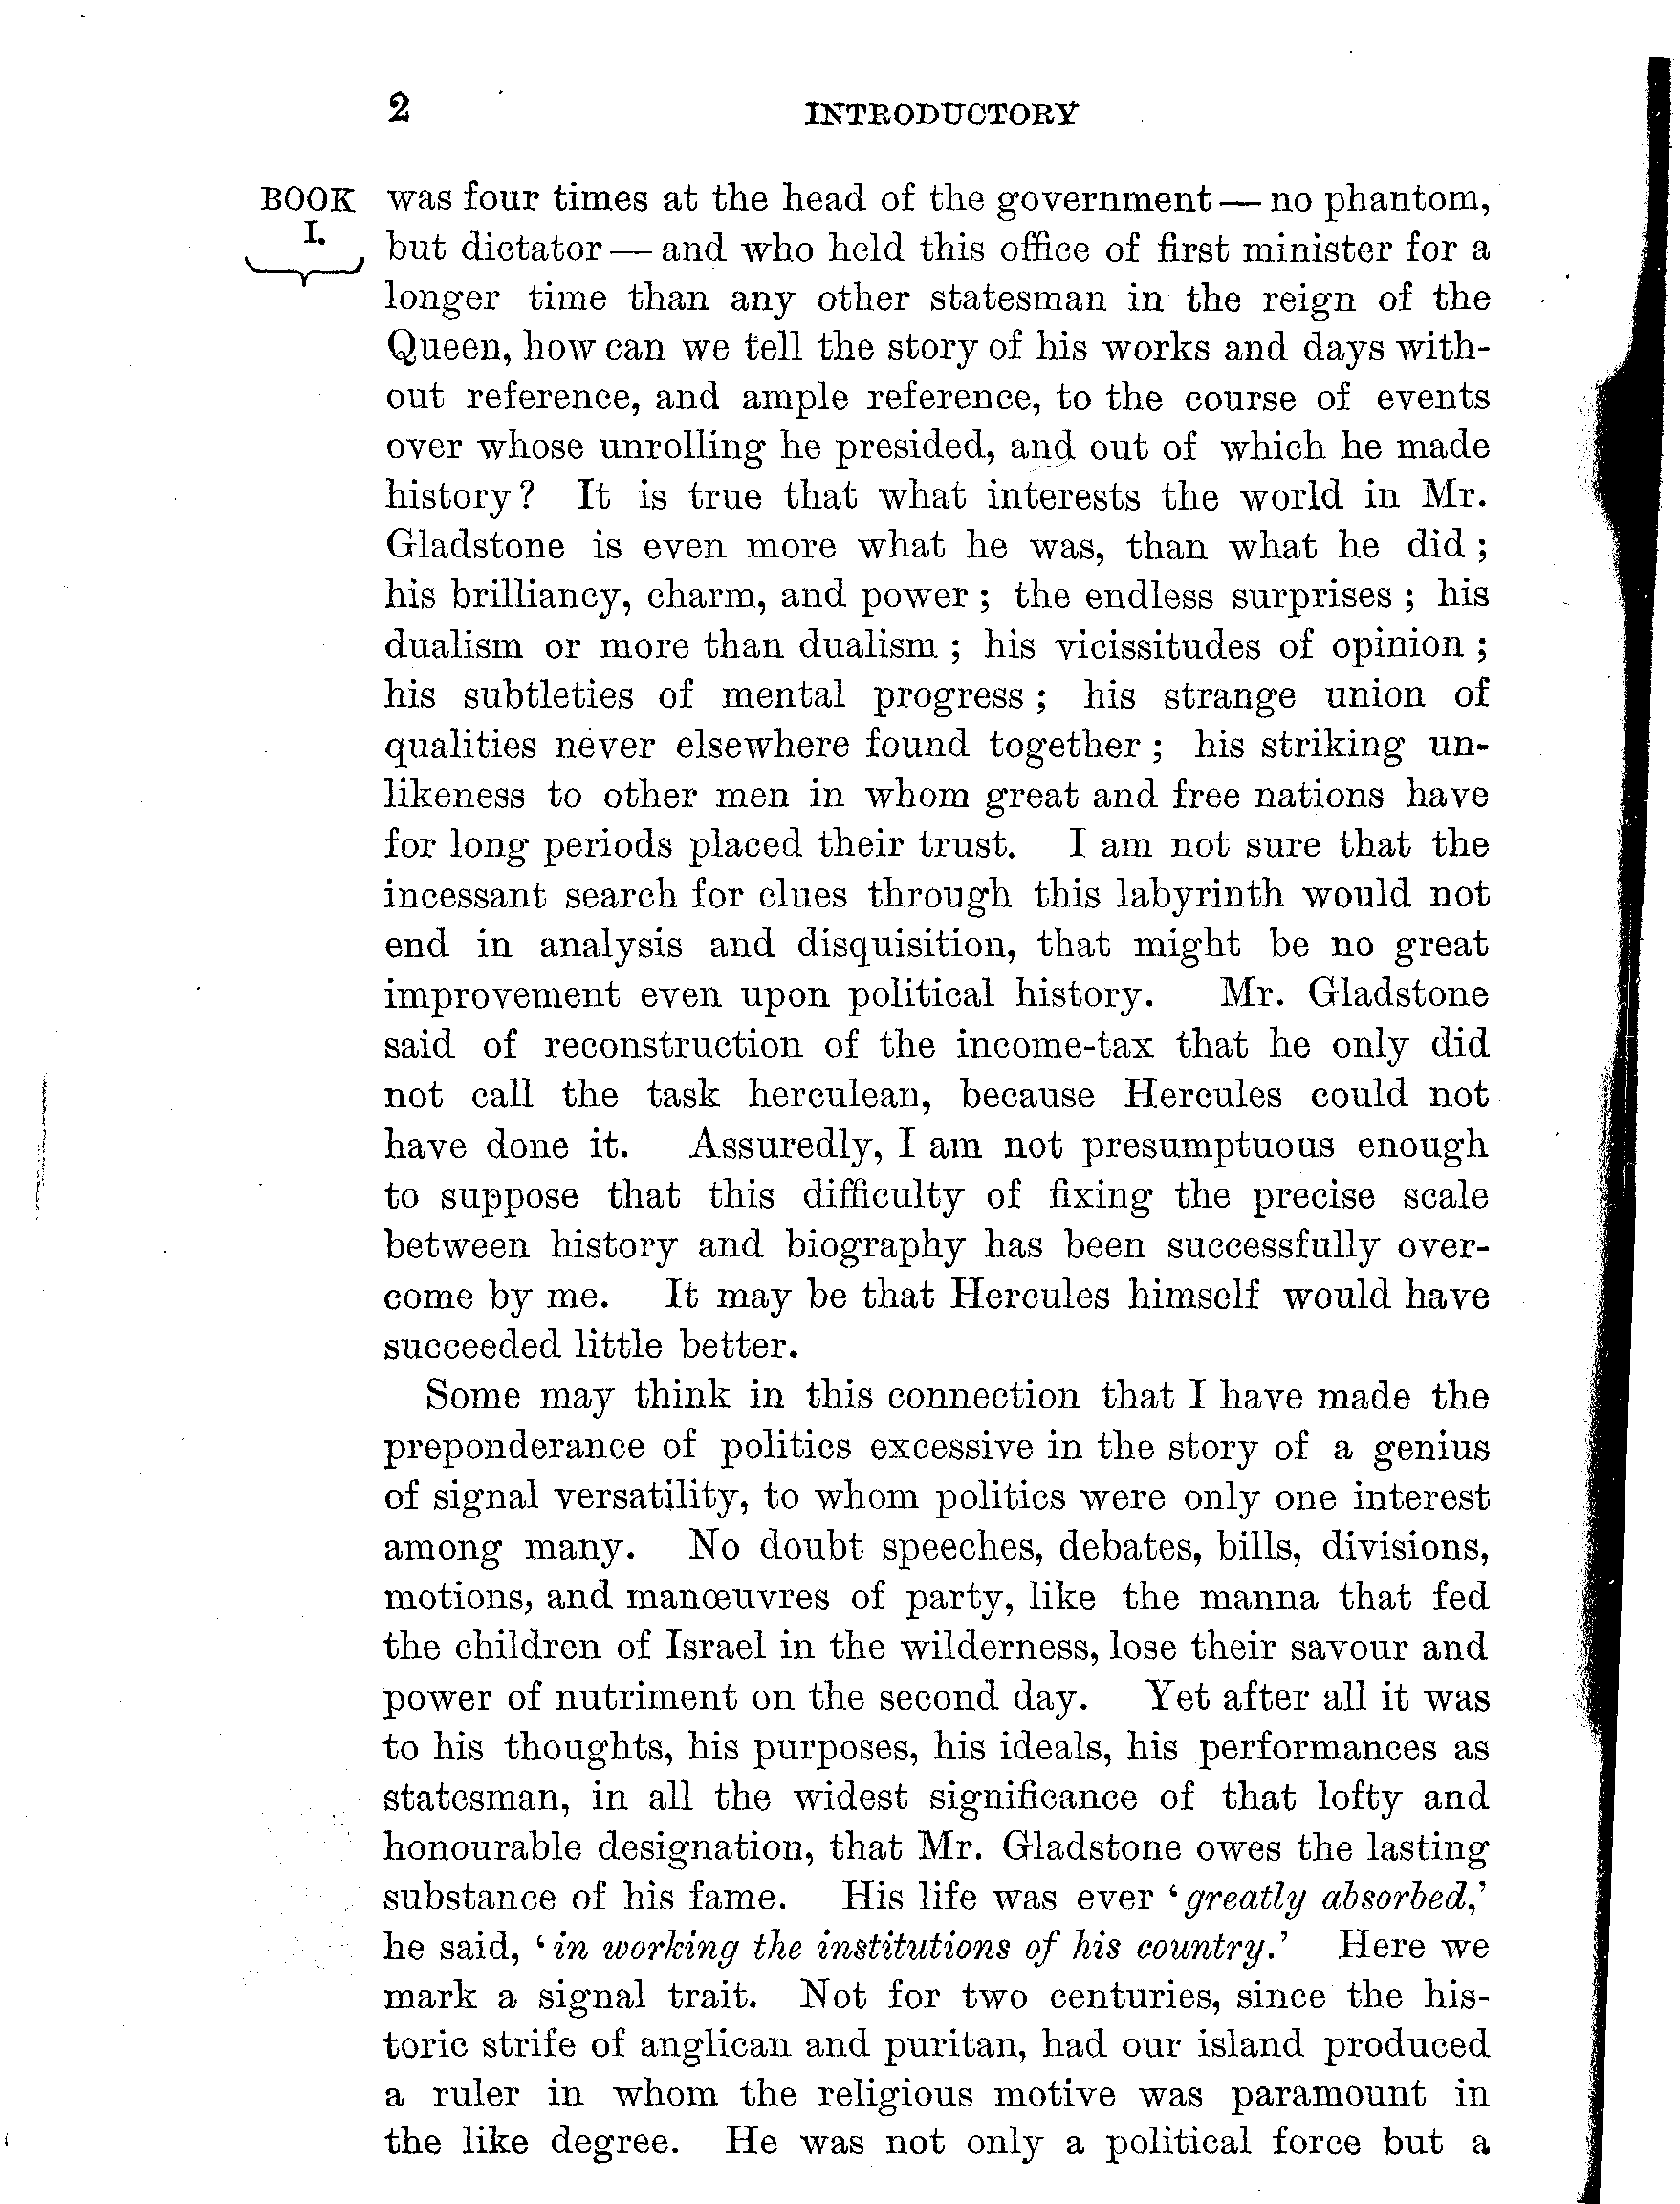 2 INTRODUCTORY
BOOK
I.
was four times at the head of the government — no phantom,
but dictator — and who held this office of first minister for a
longer time than any other statesman in the reign of the
Queen, how can we tell the story of his works and days with-
out reference, and ample reference, to the course of events
over whose unrolling he presided, and out of which he made
history? It is true that what interests the world in Mr.
Gladstone is even more what he was, than what he did;
his brilliancy, charm, and power; the endless surprises; his
dualism or more than dualism; his vicissitudes of opinion;
his subtleties of mental progress; his strange union of
qualities never elsewhere found together; his striking un-
likeness to other men in whom great and free nations have
for long periods placed their trust. I am not sure that the
incessant search for clues through this labyrinth would not
end in analysis and disquisition, that might be no great
improvement even upon political history. Mr. Gladstone
said of reconstruction of the income-tax that he only did
not call the task herculean, because Hercules could not
have done it. Assuredly, I am not presumptuous enough
to suppose that this difficulty of fixing the precise scale
between history and biography has been successfully over-
come by me. It may be that Hercules himself would have
succeeded little better.
Some may think in this connection that I have made the
preponderance of politics excessive in the story of a genius
of signal versatility, to whom politics were only one interest
among many. No doubt speeches, debates, bills, divisions,
motions, and manœuvres of party, like the manna that fed
the children of Israel in the wilderness, lose their savour and
power of nutriment on the second day. Yet after all it was
to his thoughts, his purposes, his ideals, his performances as
statesman, in all the widest significance of that lofty and
honourable designation, that Mr. Gladstone owes the lasting
substance of his fame. His life was ever ‘greatly absorbed,’
he said, ‘in working the institutions of his country.’ Here we
mark a signal trait. Not for two centuries, since the his-
toric strife of anglican and puritan, had our island produced
a ruler in whom the religious motive was paramount in
the like degree. He was not only a political force but a